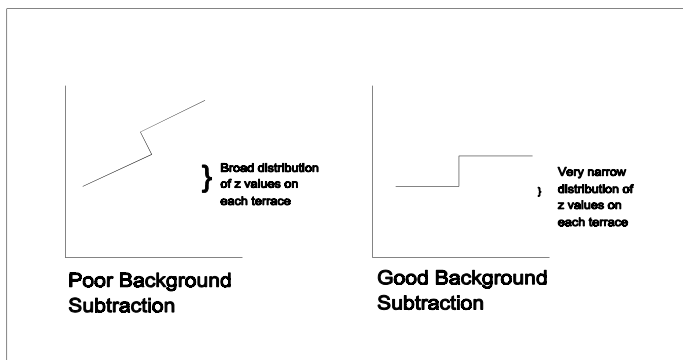 } Broad distribution
of z values on
each terrace
Poor Background
Subtraction
} Very narrow
distribution of
z values on
each terrace
Good Background
Subtraction